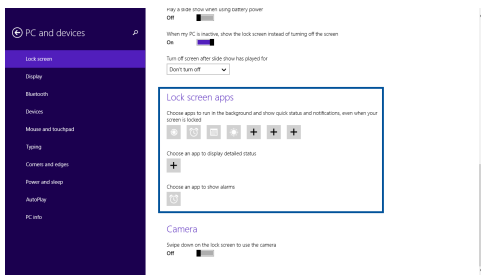 Play a slide show when using battery power
Off
PC and devices
When my PC is inactive, show the lock screen instead of turning off the screen
On
Lock screen
Turn off screen after slide show has played for
Don't turn off
Display
Bluetooth
Devices
Mouse and touchpad
Typing
Corners and edges
Power and sleep
AutoPlay
PC info
Lock screen apps
Choose apps to run in the background and show quick status and notifications, even when your
screen is locked
Choose an app to display detailed status
Choose an app to show alarms
Camera
Swipe down on the lock screen to use the camera
Off